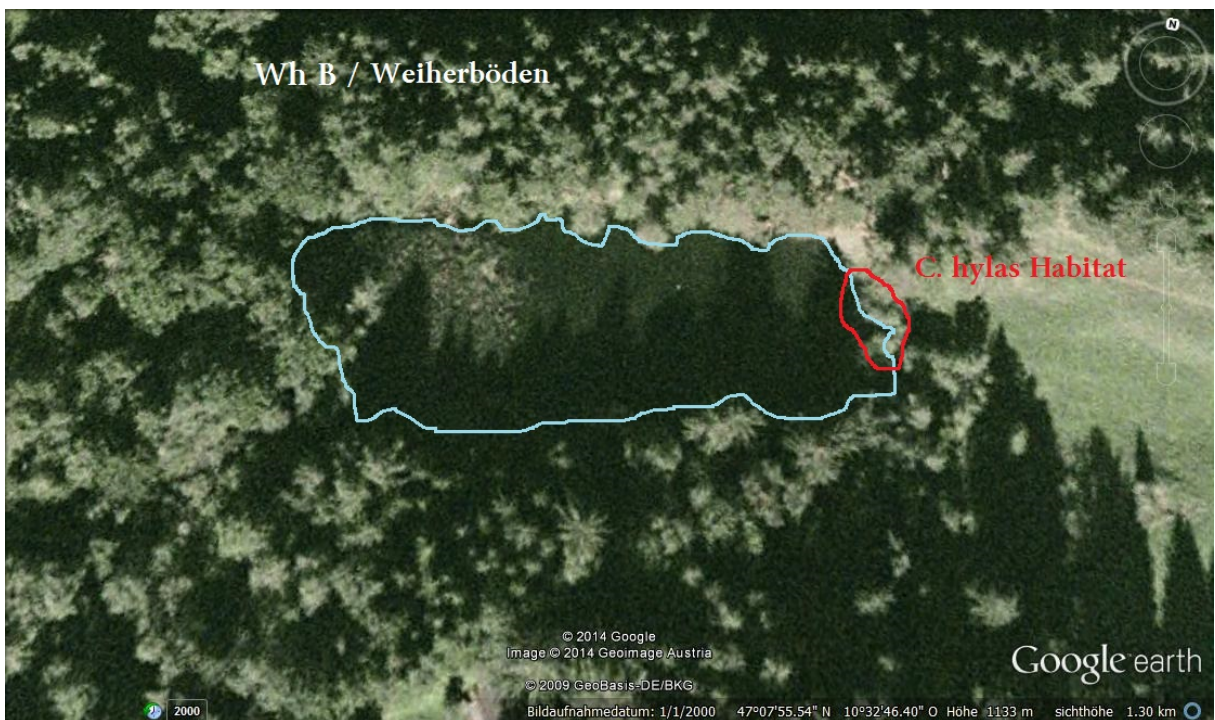 Wh B / Weiherböden
N
C. hylas Habitat
© 2014 Google
Image © 2014 Geoimage Austria
© 2009 GeoBasis-DE/BKG
Google earth
2000
Bildaufnahmedatum: 1/1/2000 47°07'55.54" N 10°32'46.40" O Höhe 1133 m sichthöhe 1.30 km